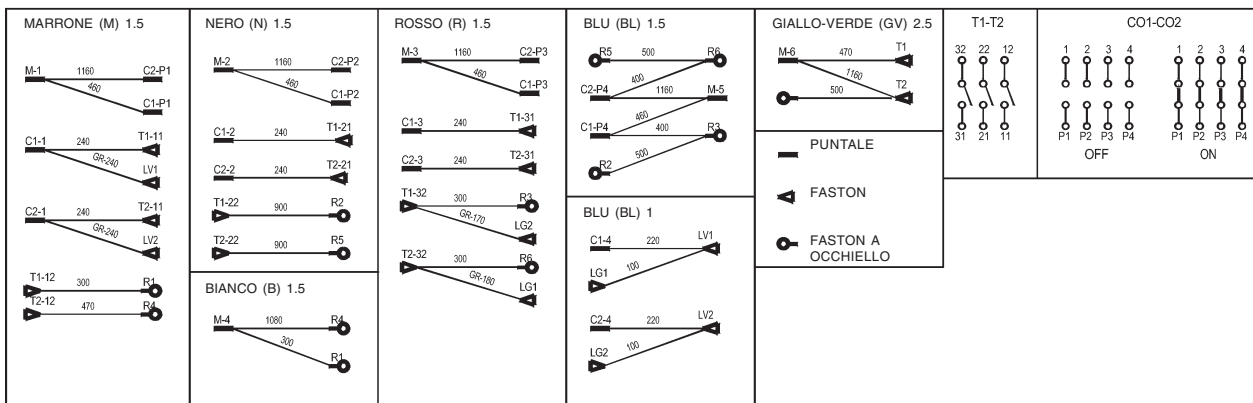 MARRONE (M) 1.5
M-1 1160 C2-P1
460
C1-P1
C1-1 240 T1-11
GR-240
LV1
C2-1 240 T2-11
GR-240
LV2
T1-12 300 R1
T2-12 470 R4
NERO (N) 1.5
M-2 1160 C2-P2
460
C1-P2
C1-2 240 T1-21
C2-2 240 T2-21
T1-22 900 R2
T2-22 900 R5
BIANCO (B) 1.5
M-4 1080 R4
300
R1
ROSSO (R) 1.5
M-3 1160 C2-P3
460
C1-P3
C1-3 240 T1-31
C2-3 240 T2-31
T1-32 300 R3
GR-170
LG2
T2-32 300 R6
GR-180
LG1
BLU (BL) 1.5
R5 500 R6
400
C2-P4 1160 M-5
460
C1-P4 400 R3
500
R2
BLU (BL) 1
C1-4 220 LV1
100
LG1
C2-4 220 LV2
100
LG2
GIALLO-VERDE (GV) 2.5
M-6 470 T1
1160
500 T2
PUNTALE
FASTON
FASTON A
OCCHIELLO
T1-T2
32 22 12
31 21 11
CO1-CO2
1 2 3 4
P1 P2 P3 P4
OFF
1 2 3 4
P1 P2 P3 P4
ON